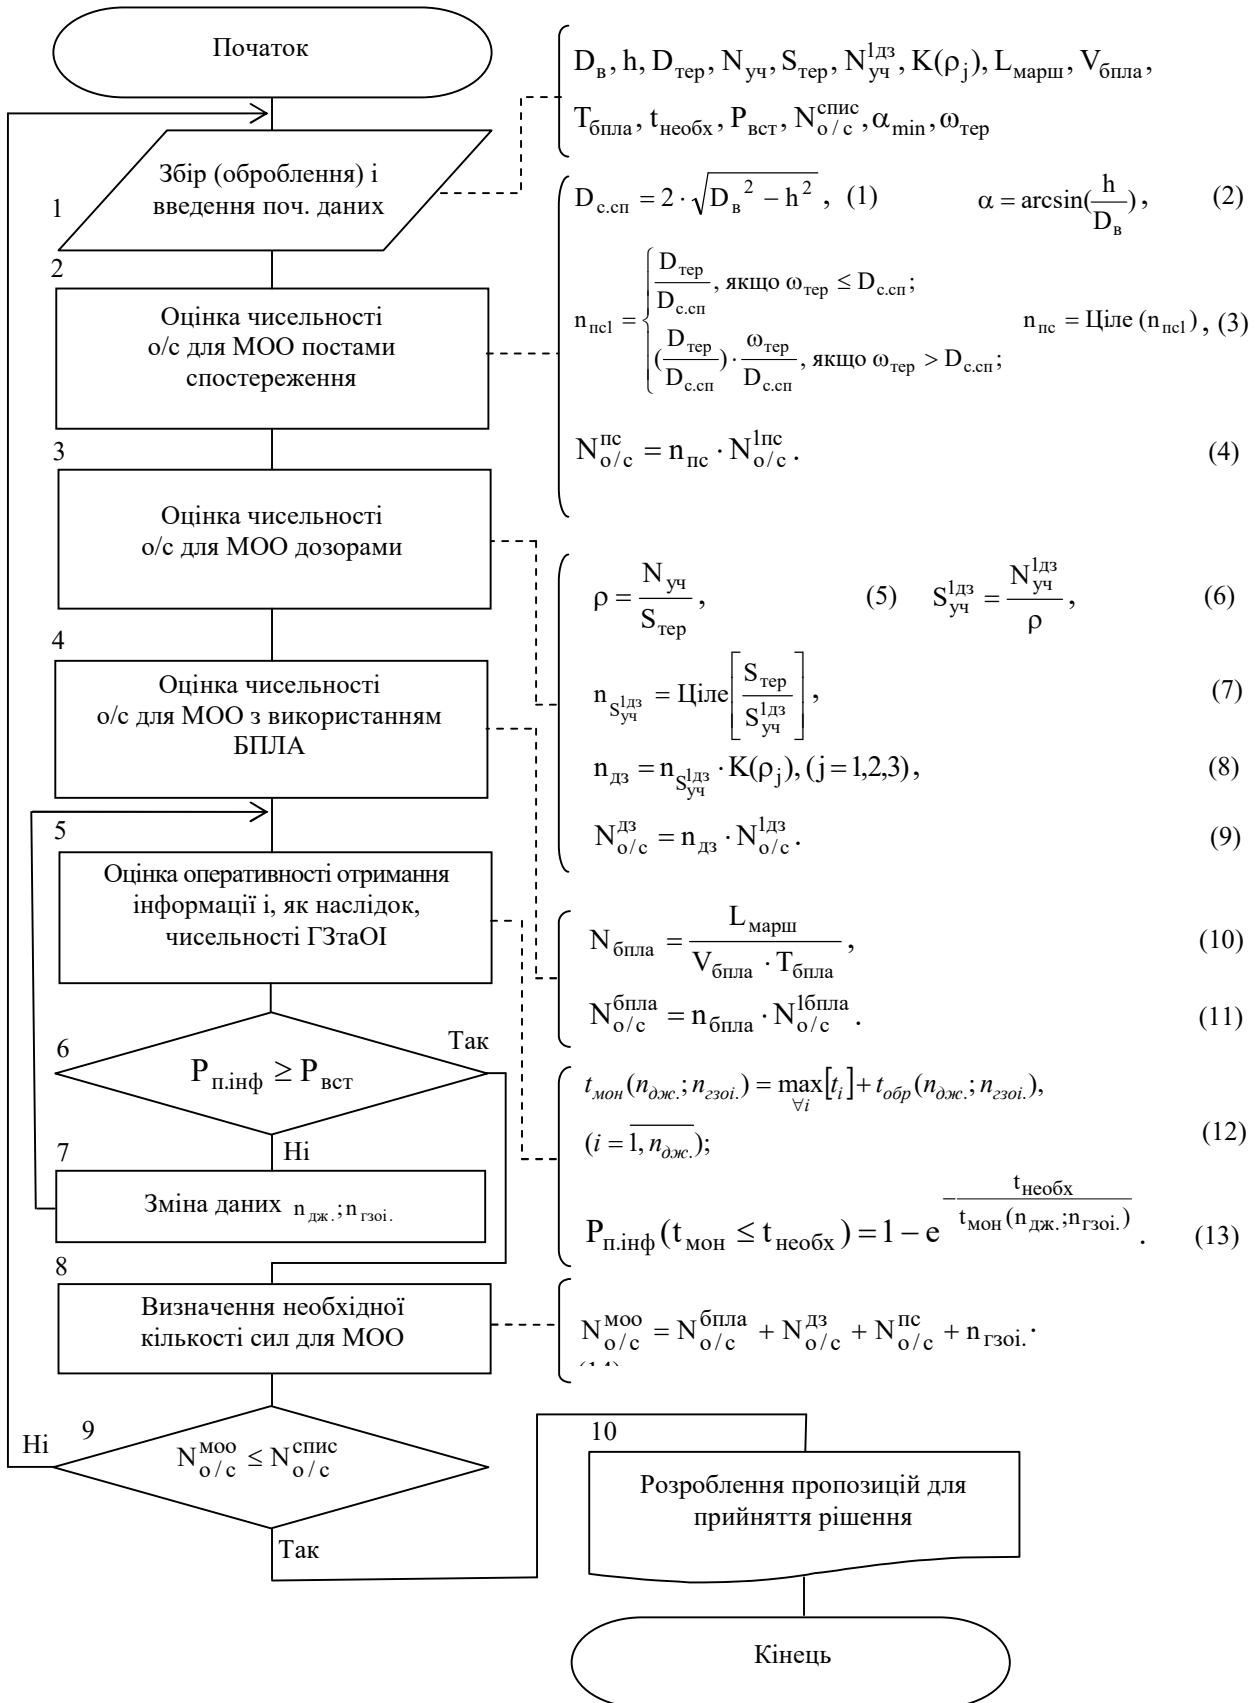 Початок
D_в, h, D_тер, N_уч, S_тер, N_уч^1дз, K(ρ_j), L_марш, V_бпла,
T_бпла, t_необх, P_вст, N_о/с^спис, α_min, ω_тер
1
Збір (оброблення) і
введення поч. даних
D_с.сп = 2 · √(D_в² − h²), (1) α = arcsin(h/D_в), (2)
n_пс1 = { D_тер/D_с.сп, якщо ω_тер ≤ D_с.сп;
(D_тер/D_с.сп) · ω_тер/D_с.сп, якщо ω_тер > D_с.сп;
n_пс = Ціле (n_пс1), (3)
N_о/с^пс = n_пс · N_о/с^1пс. (4)
2
Оцінка чисельності
о/с для МОО постами
спостереження
3
Оцінка чисельності
о/с для МОО дозорами
ρ = N_уч/S_тер, (5) S_уч^1дз = N_уч^1дз/ρ, (6)
n_S_уч^1дз = Ціле[S_тер/S_уч^1дз], (7)
n_дз = n_S_уч^1дз · K(ρ_j), (j = 1,2,3), (8)
N_о/с^дз = n_дз · N_о/с^1дз. (9)
4
Оцінка чисельності
о/с для МОО з використанням
БПЛА
5
Оцінка оперативності отримання
інформації і, як наслідок,
чисельності ГЗтаОІ
N_бпла = L_марш/(V_бпла · T_бпла), (10)
N_о/с^бпла = n_бпла · N_о/с^1бпла. (11)
6
P_п.інф ≥ P_вст
Так
Ні
t_мон(n_дж.; n_гзоі.) = max_∀i[t_i] + t_обр(n_дж.; n_гзоі.),
(i = 1, n_дж.); (12)
P_п.інф(t_мон ≤ t_необх) = 1 − e^(−t_необх/t_мон(n_дж.;n_гзоі.)). (13)
7
Зміна даних n_дж.; n_гзоі.
8
Визначення необхідної
кількості сил для МОО
N_о/с^моо = N_о/с^бпла + N_о/с^дз + N_о/с^пс + n_гзоі.·
9
Ні
N_о/с^моо ≤ N_о/с^спис
Так
10
Розроблення пропозицій для
прийняття рішення
Кінець